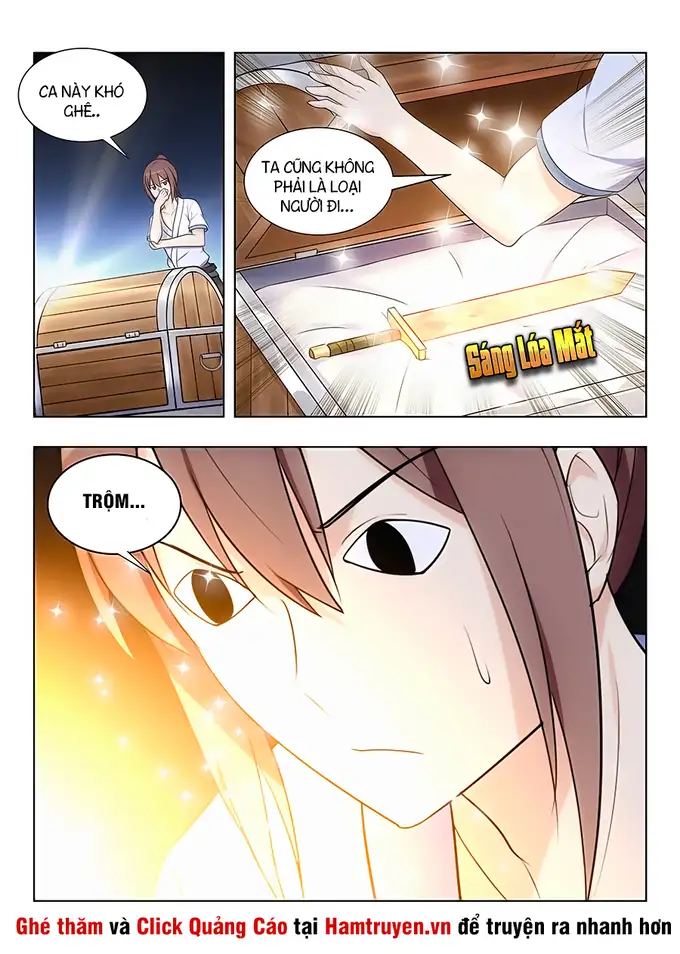 CA NÀY KHÓ
GHÊ..
TA CŨNG KHÔNG
PHẢI LÀ LOẠI
NGƯỜI ĐI...
Sáng Lóa Mắt
TRỘM...
Ghé thăm và Click Quảng Cáo tại Hamtruyen.vn để truyện ra nhanh hơn